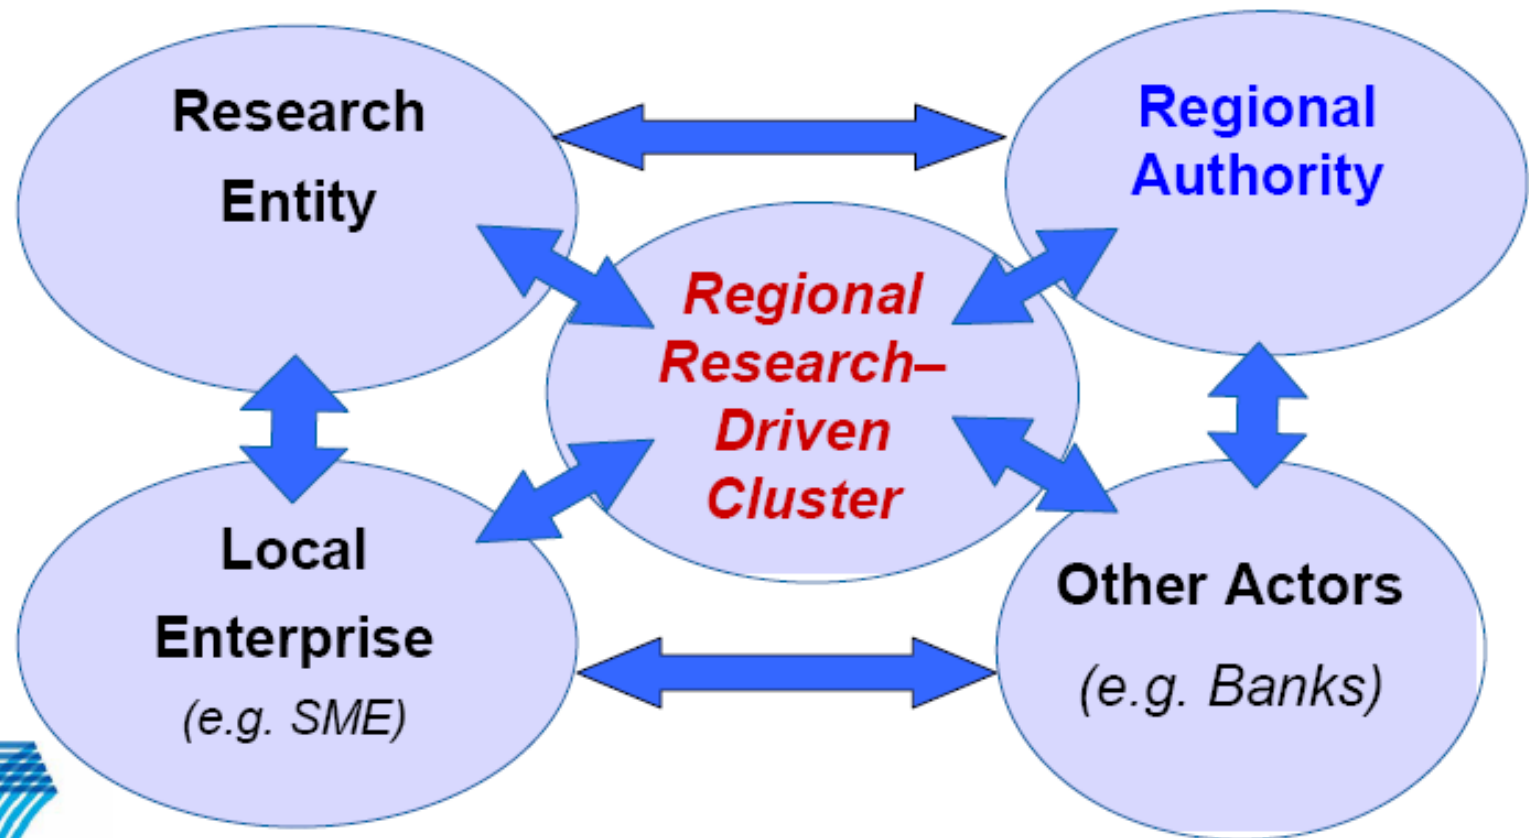 Research
Entity
Regional
Authority
Regional
Research–
Driven
Cluster
Local
Enterprise
(e.g. SME)
Other Actors
(e.g. Banks)